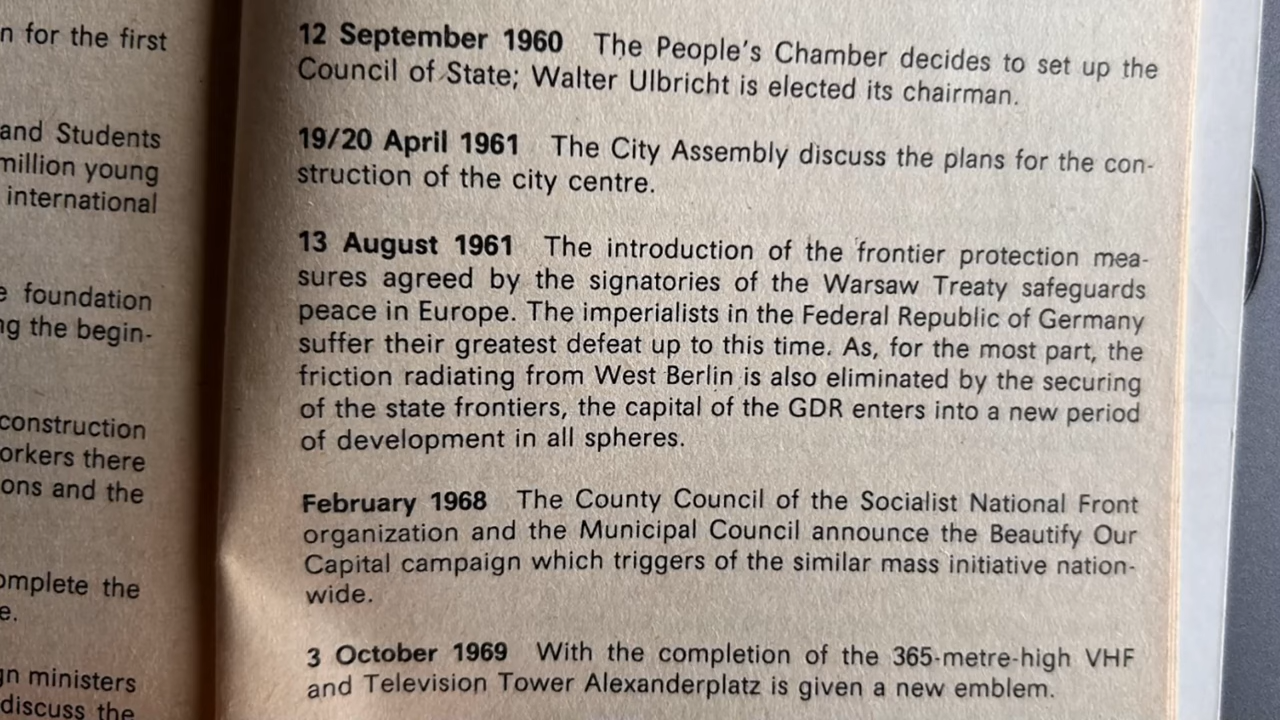 n for the first
and Students
million young
international
foundation
ng the begin-
construction
orkers there
ons and the
omplete the
e.
gn ministers
discuss the
12 September 1960 The People's Chamber decides to set up the
Council of State; Walter Ulbricht is elected its chairman.
19/20 April 1961 The City Assembly discuss the plans for the con-
struction of the city centre.
13 August 1961 The introduction of the frontier protection mea-
sures agreed by the signatories of the Warsaw Treaty safeguards
peace in Europe. The imperialists in the Federal Republic of Germany
suffer their greatest defeat up to this time. As, for the most part, the
friction radiating from West Berlin is also eliminated by the securing
of the state frontiers, the capital of the GDR enters into a new period
of development in all spheres.
February 1968 The County Council of the Socialist National Front
organization and the Municipal Council announce the Beautify Our
Capital campaign which triggers of the similar mass initiative nation-
wide.
3 October 1969 With the completion of the 365-metre-high VHF
and Television Tower Alexanderplatz is given a new emblem.